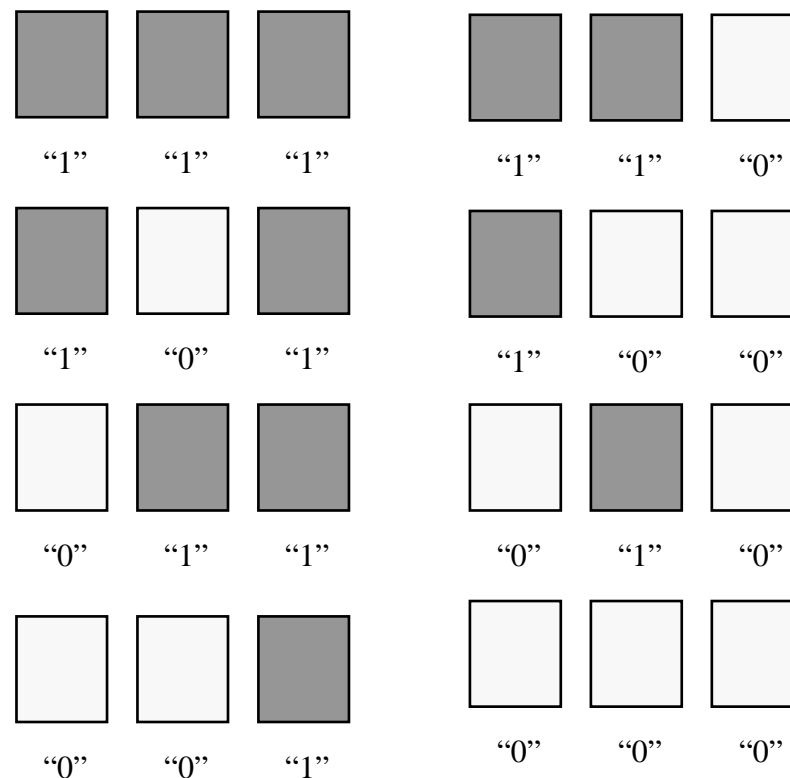 “1” “1” “1” “1” “1” “0”
“1” “0” “1” “1” “0” “0”
“0” “1” “1” “0” “1” “0”
“0” “0” “1” “0” “0” “0”